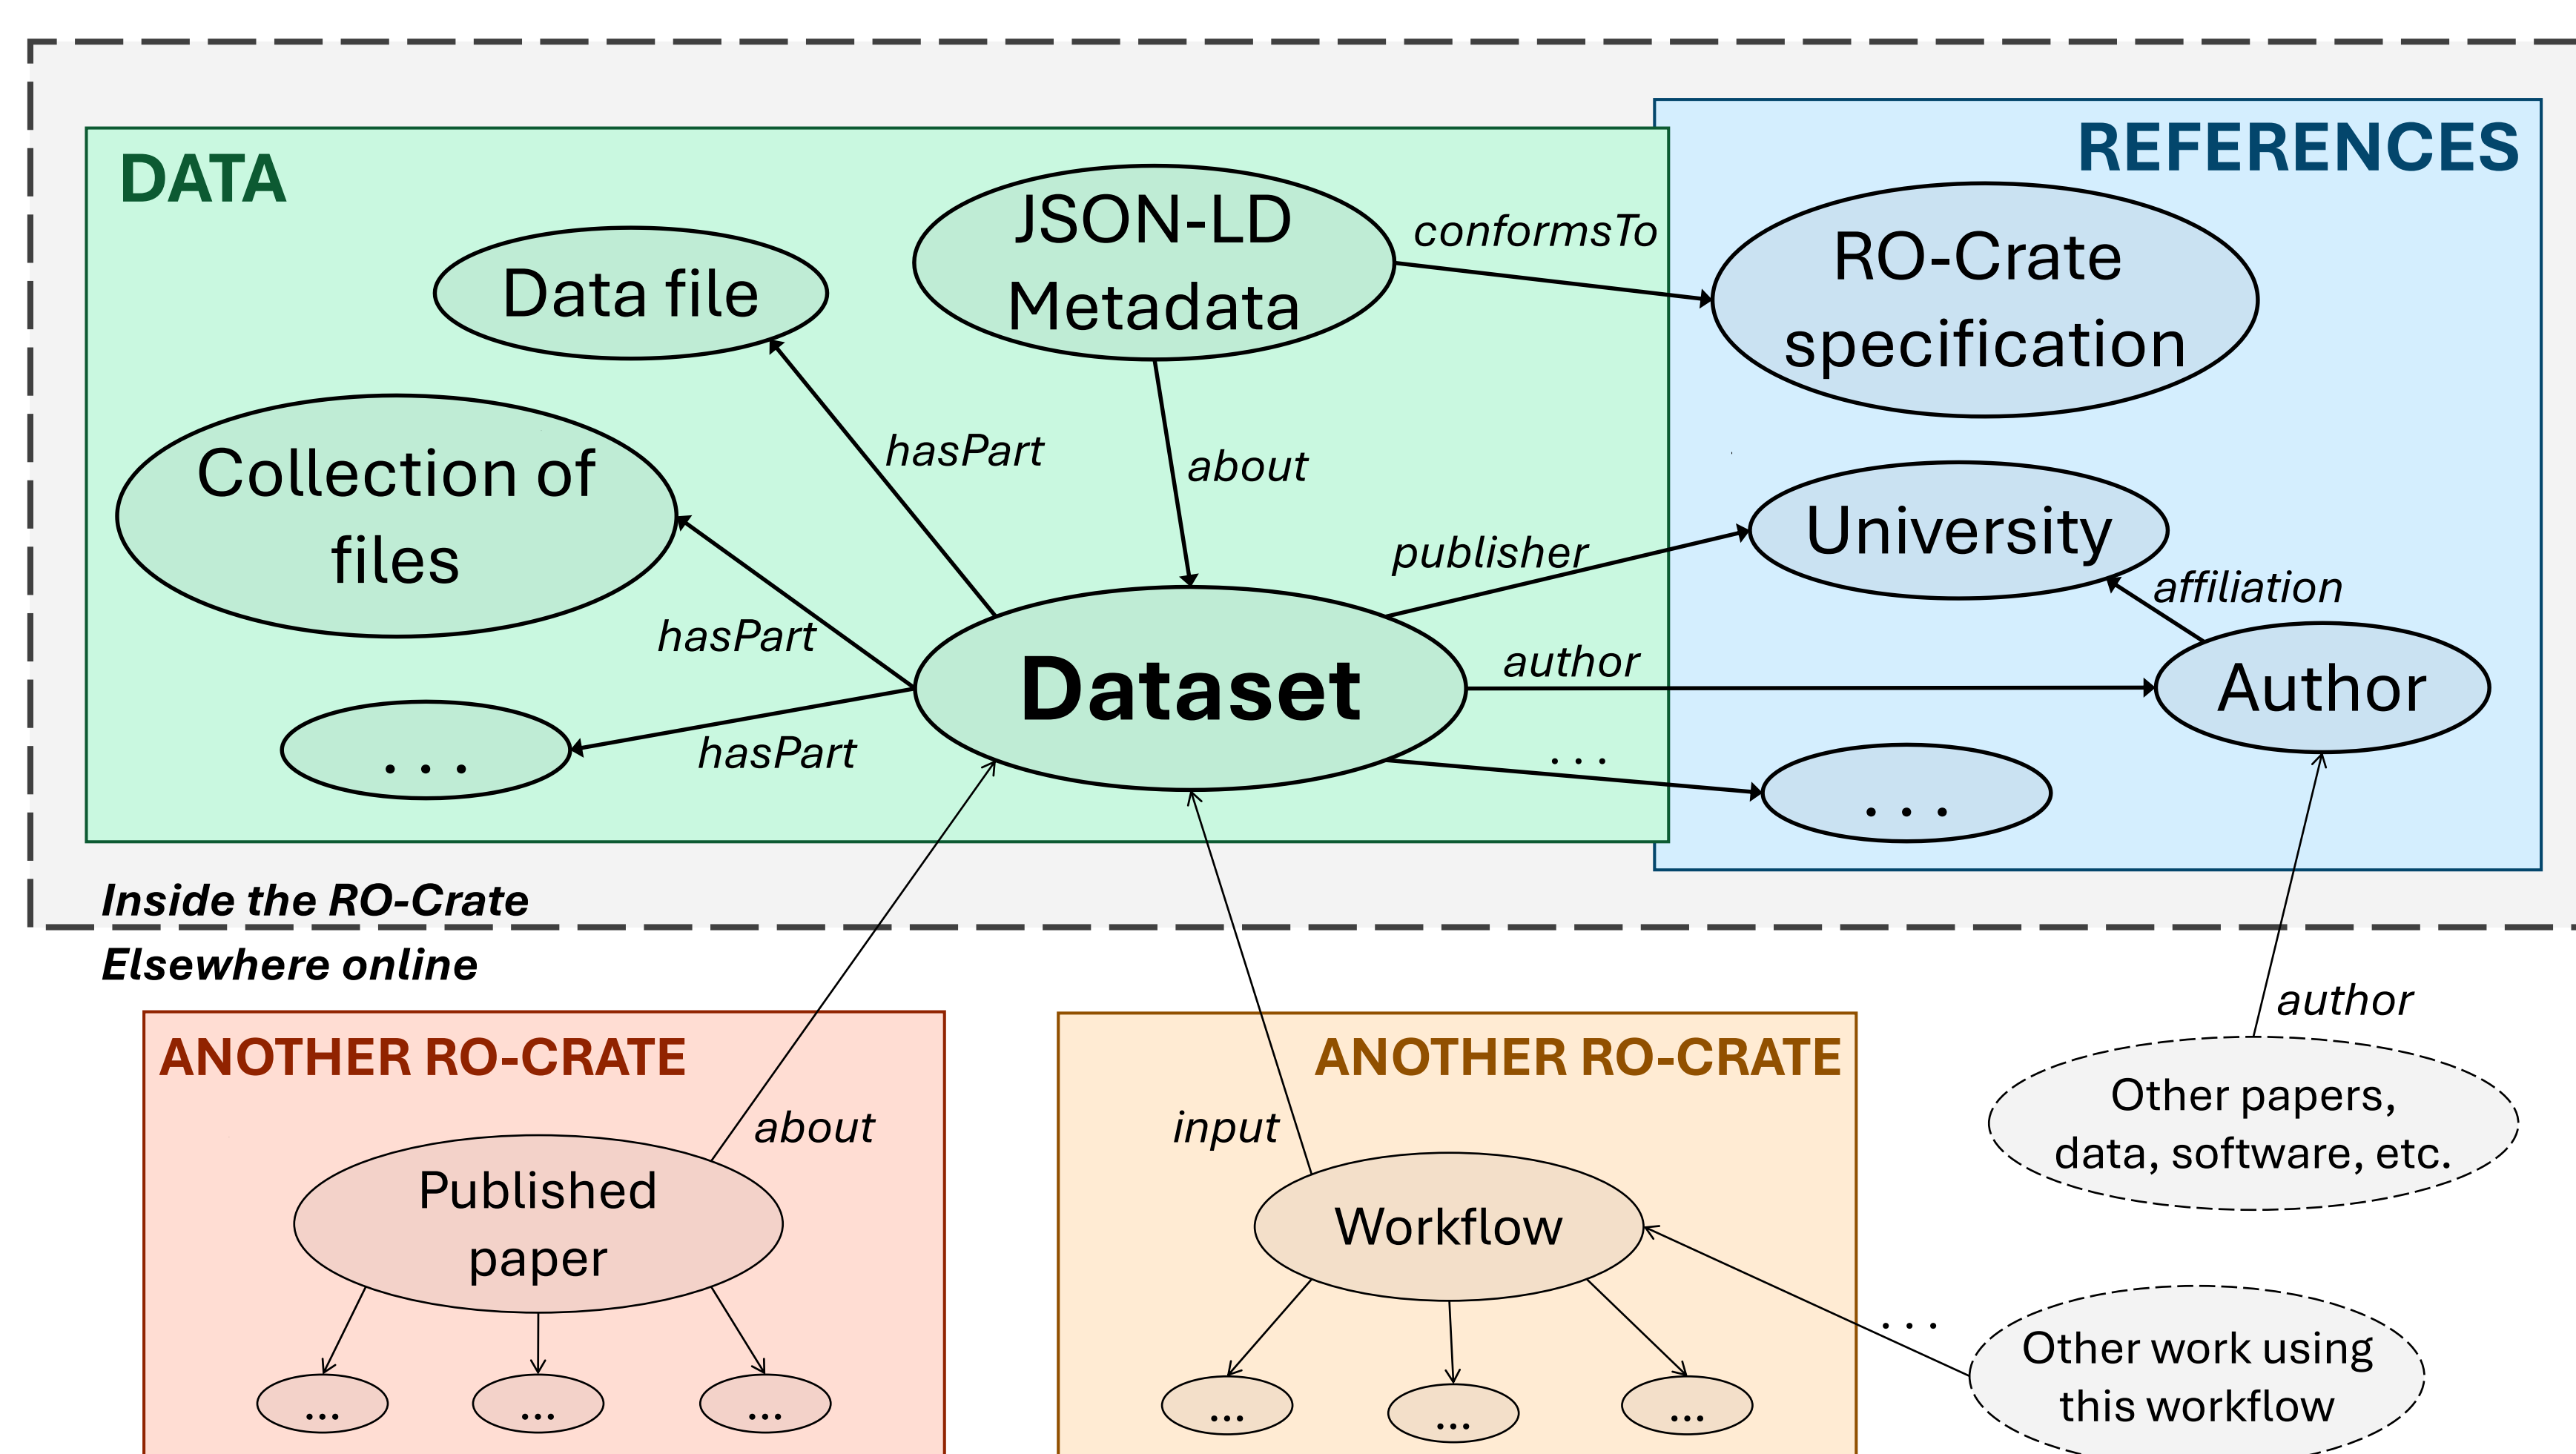 DATA
REFERENCES
JSON-LD
Metadata
conformsTo
RO-Crate
specification
Data file
hasPart
about
Collection of
files
publisher
University
affiliation
hasPart
Dataset
author
Author
hasPart
. . .
. . .
. . .
Inside the RO-Crate
Elsewhere online
author
ANOTHER RO-CRATE
ANOTHER RO-CRATE
about
input
Other papers,
data, software, etc.
Published
paper
Workflow
. . .
Other work using
this workflow
...
...
...
...
...
...